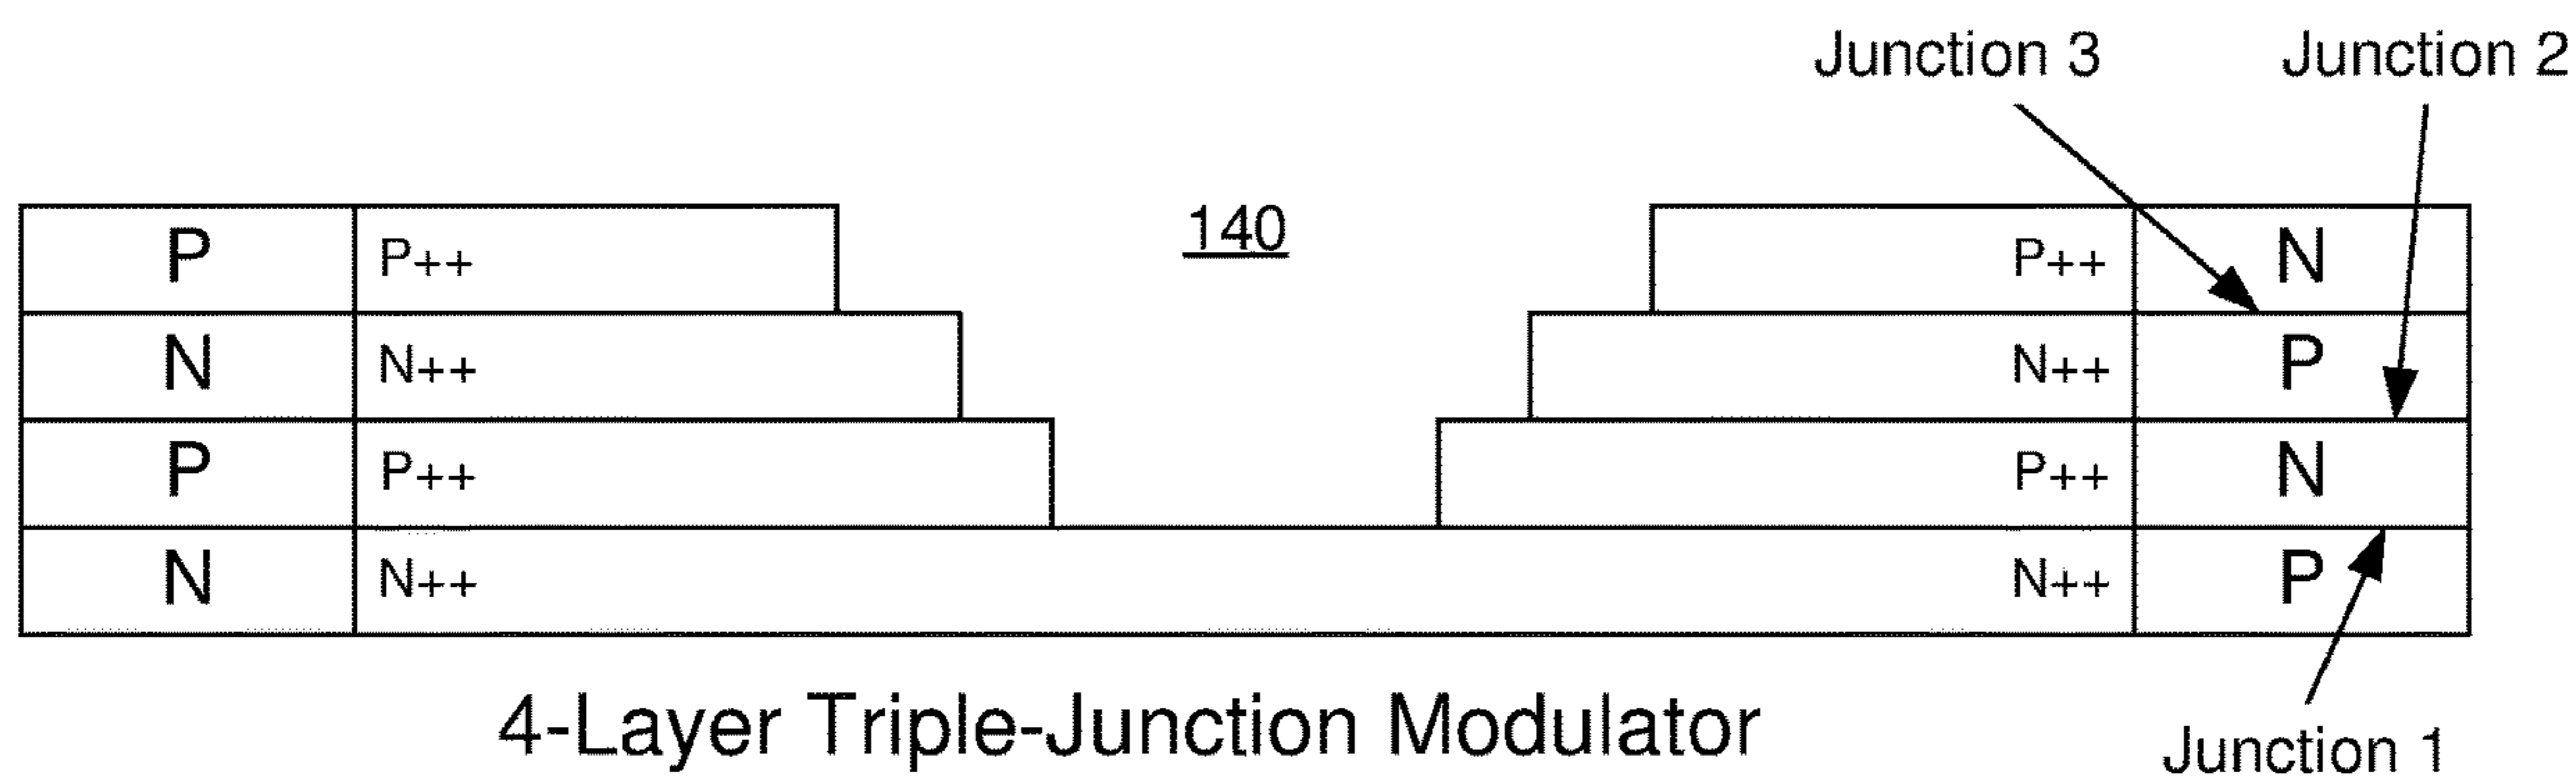 Junction 3 Junction 2
140
P P++ P++ N
N N++ N++ P
P P++ P++ N
N N++ N++ P
4-Layer Triple-Junction Modulator
Junction 1